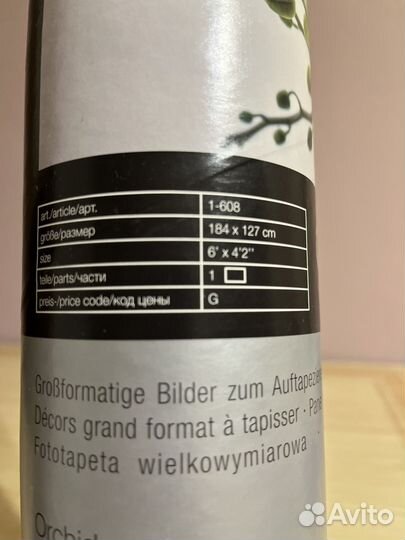 art./article/арт. 1-608
größe/размер 184 x 127 cm
size 6' x 4'2''
teile/parts/части 1
preis-/price code/код цены G
Großformatige Bilder zum
Décors grand format à tapisser ·
Fototapeta wielkowymiarowa
Avito